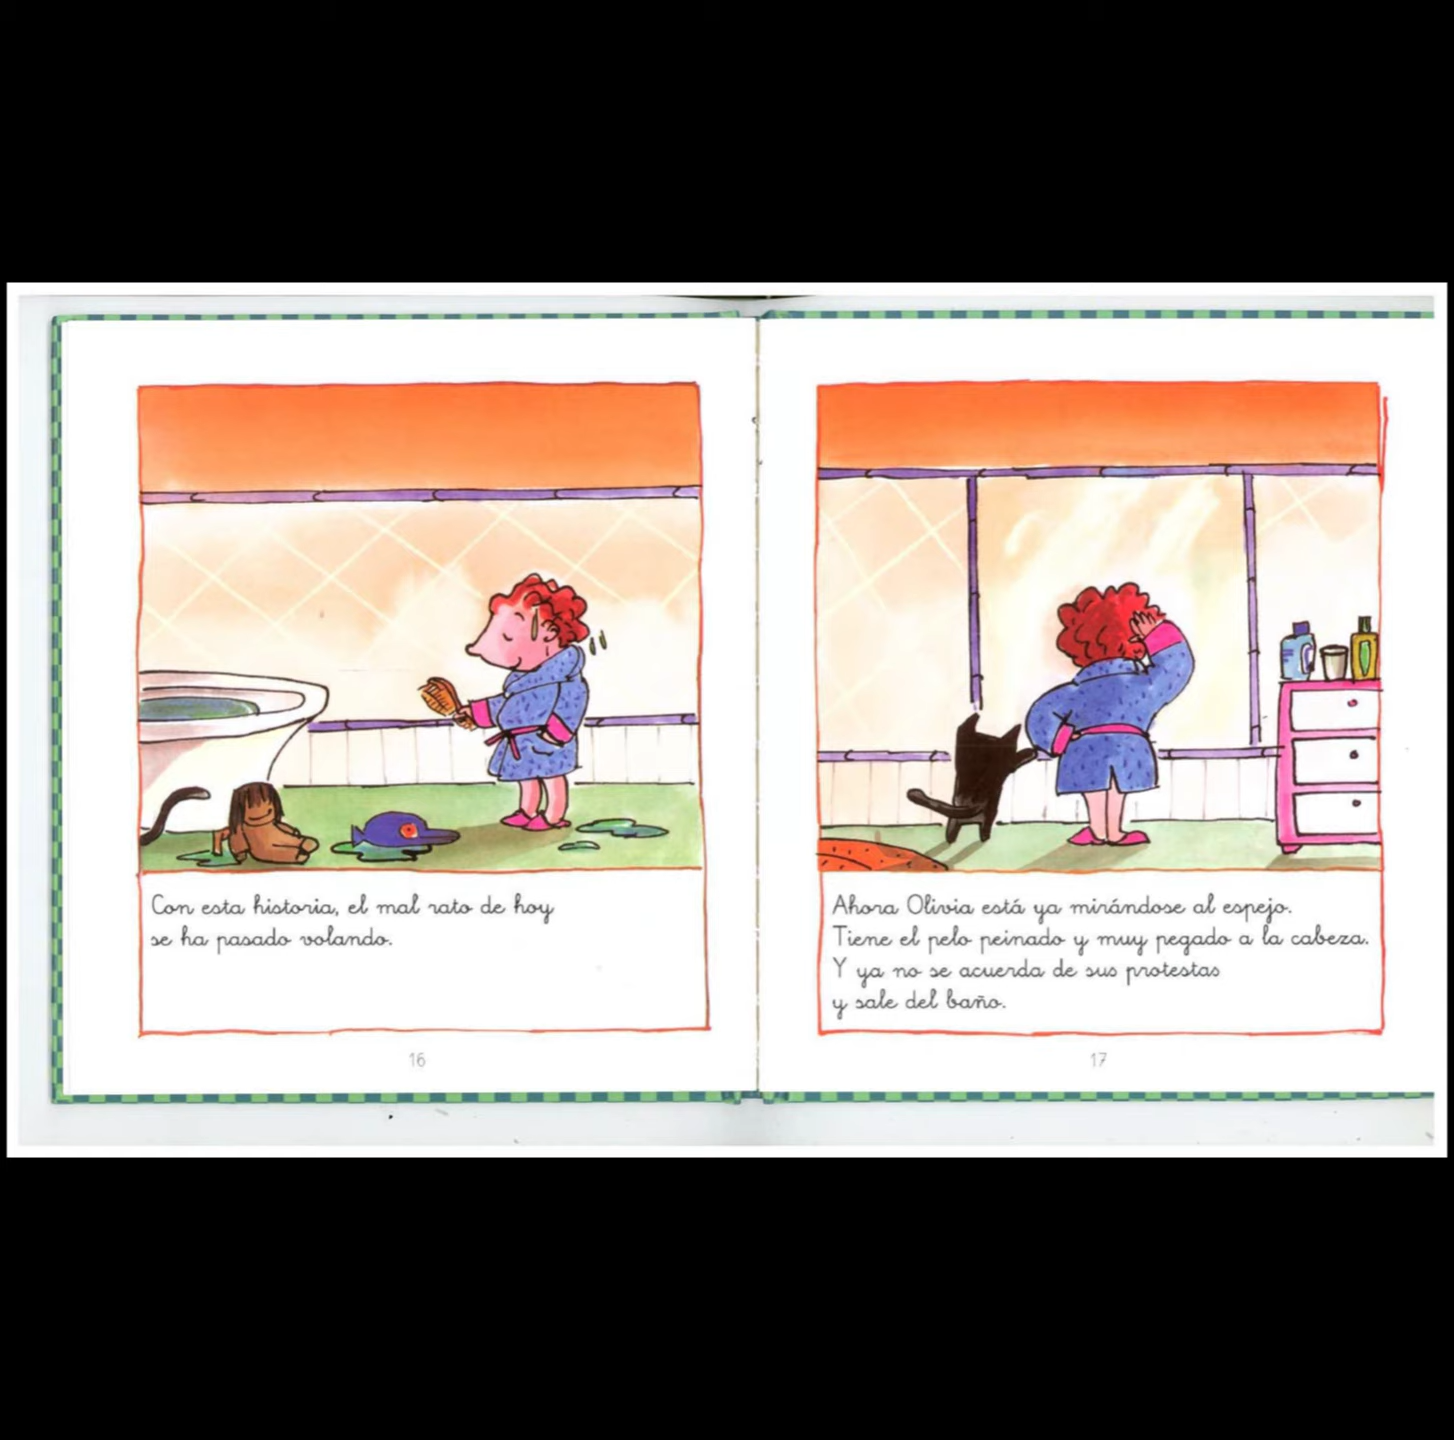 Con esta historia, el mal rato de hoy
se ha pasado volando.
16
Ahora Olivia está ya mirándose al espejo.
Tiene el pelo peinado y muy pegado a la cabeza.
Y ya no se acuerda de sus protestas
y sale del baño.
17